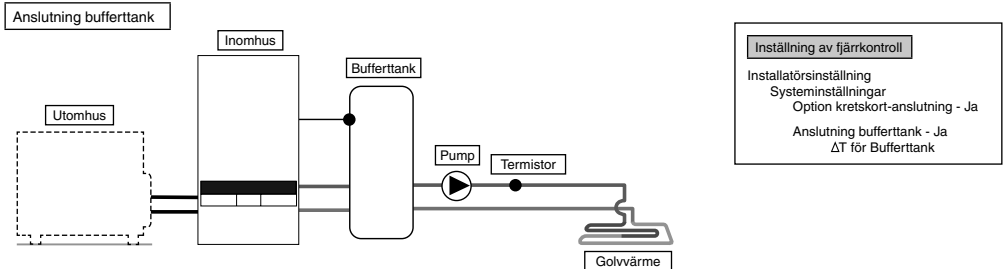 Anslutning bufferttank
Inomhus
Bufferttank
Utomhus
Pump
Termistor
Golvvärme
Inställning av fjärrkontroll
Installatörsinställning
Systeminställningar
Option kretskort-anslutning - Ja
Anslutning bufferttank - Ja
ΔT för Bufferttank